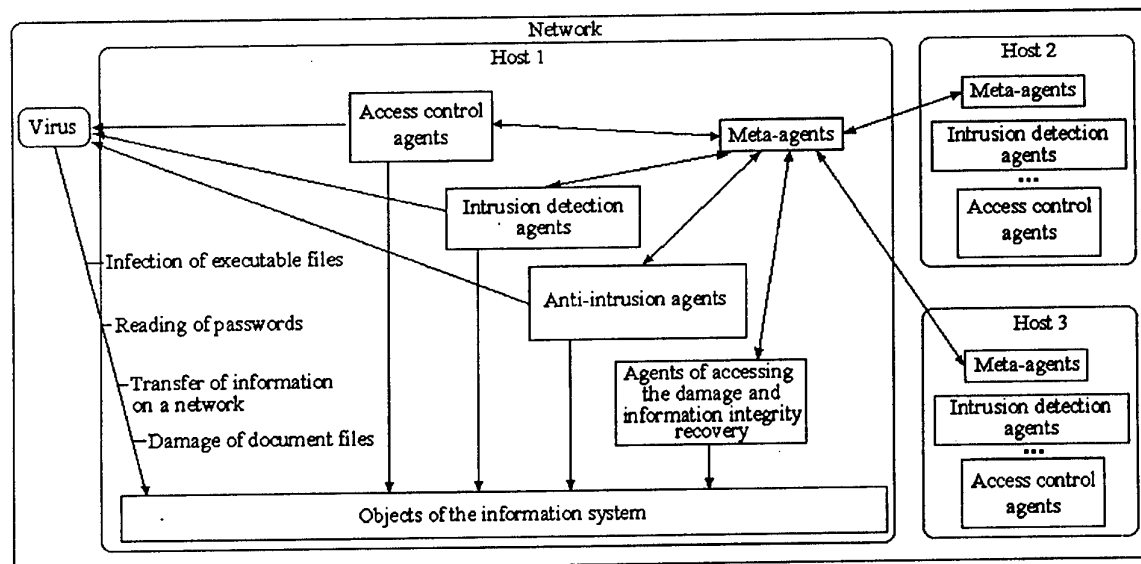 Network
Host 1
Virus
Access control
agents
Meta-agents
Intrusion detection
agents
Infection of executable files
Anti-intrusion agents
Reading of passwords
Transfer of information
on a network
Damage of document files
Agents of accessing
the damage and
information integrity
recovery
Objects of the information system
Host 2
Meta-agents
Intrusion detection
agents
...
Access control
agents
Host 3
Meta-agents
Intrusion detection
agents
...
Access control
agents